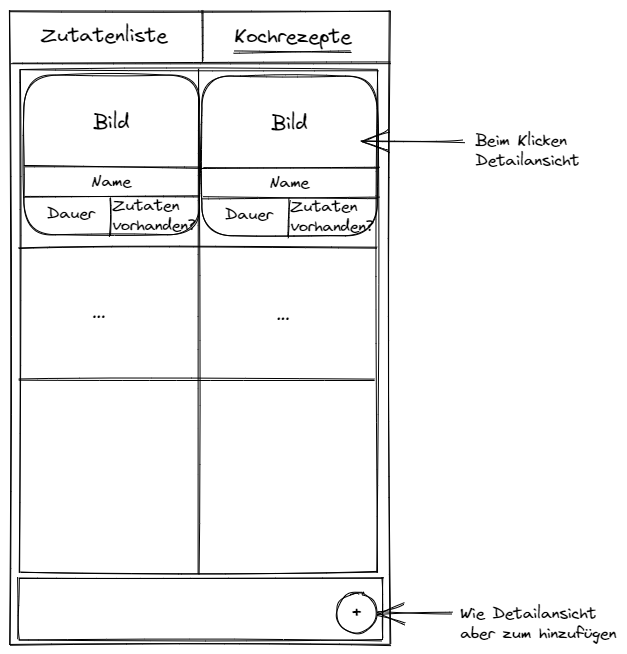 Zutatenliste Kochrezepte
Bild Bild
Beim Klicken
Detailansicht
Name Name
Dauer Zutaten vorhanden? Dauer Zutaten vorhanden?
... ...
+
Wie Detailansicht
aber zum hinzufügen